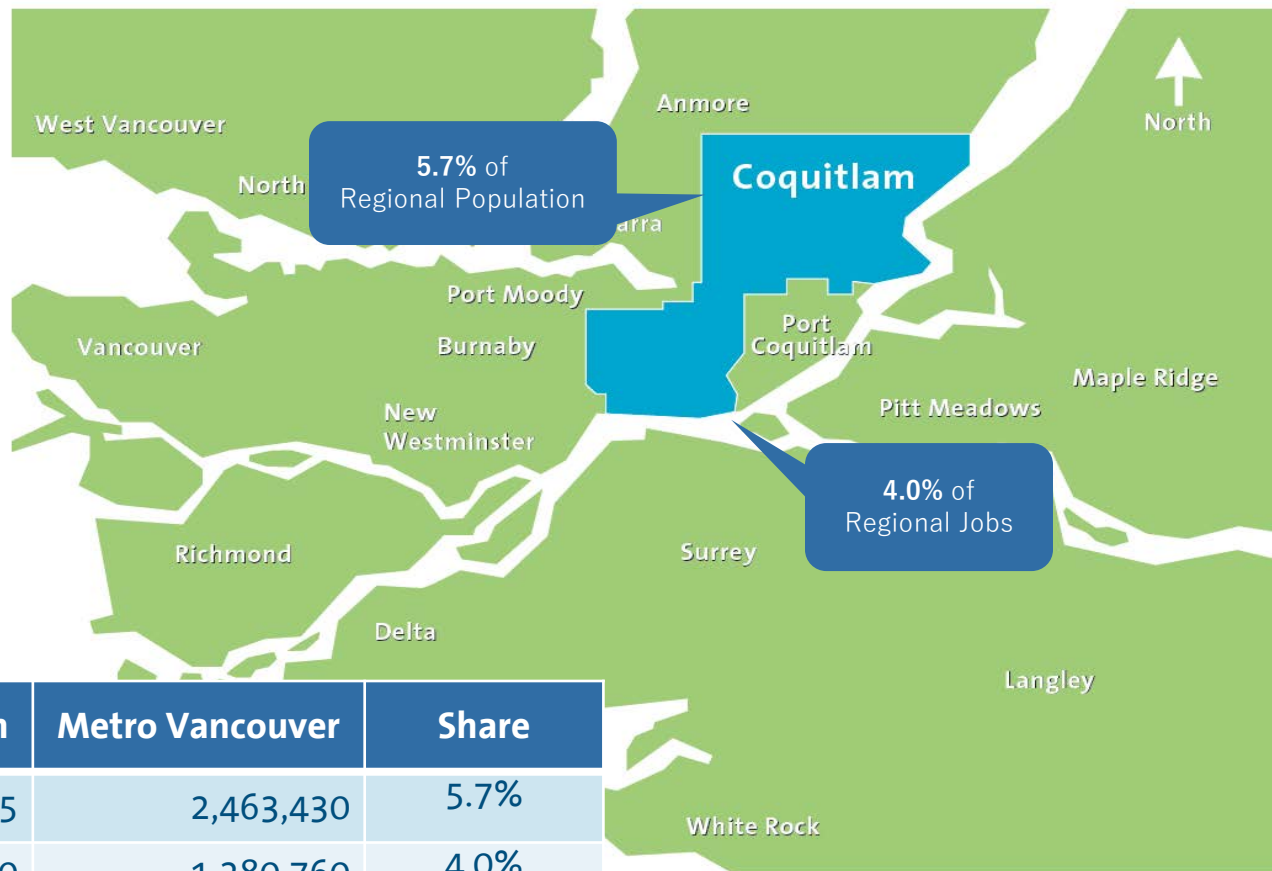 Anmore
West Vancouver
North
5.7% of
Regional Population
North
Coquitlam
arra
Port Moody
Port
Coquitlam
Vancouver
Burnaby
Maple Ridge
Pitt Meadows
New
Westminster
4.0% of
Regional Jobs
Richmond
Surrey
Delta
Langley
White Rock
Metro Vancouver Share
5 2,463,430 5.7%